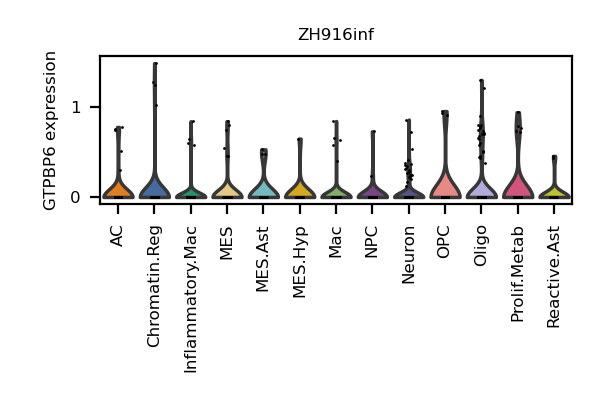 ZH916inf
GTPBP6 expression
1
0
AC
Chromatin.Reg
Inflammatory.Mac
MES
MES.Ast
MES.Hyp
Mac
NPC
Neuron
OPC
Oligo
Prolif.Metab
Reactive.Ast